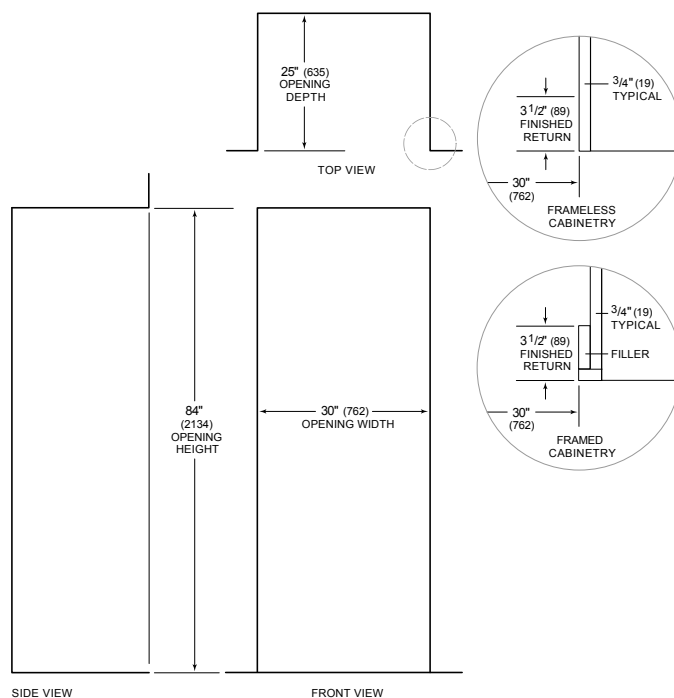 25" (635)
OPENING
DEPTH
TOP VIEW
3/4" (19)
TYPICAL
3 1/2" (89)
FINISHED
RETURN
30"
(762)
FRAMELESS
CABINETRY
3/4" (19)
TYPICAL
3 1/2" (89)
FINISHED
RETURN
FILLER
30"
(762)
FRAMED
CABINETRY
84"
(2134)
OPENING
HEIGHT
30" (762)
OPENING WIDTH
SIDE VIEW
FRONT VIEW